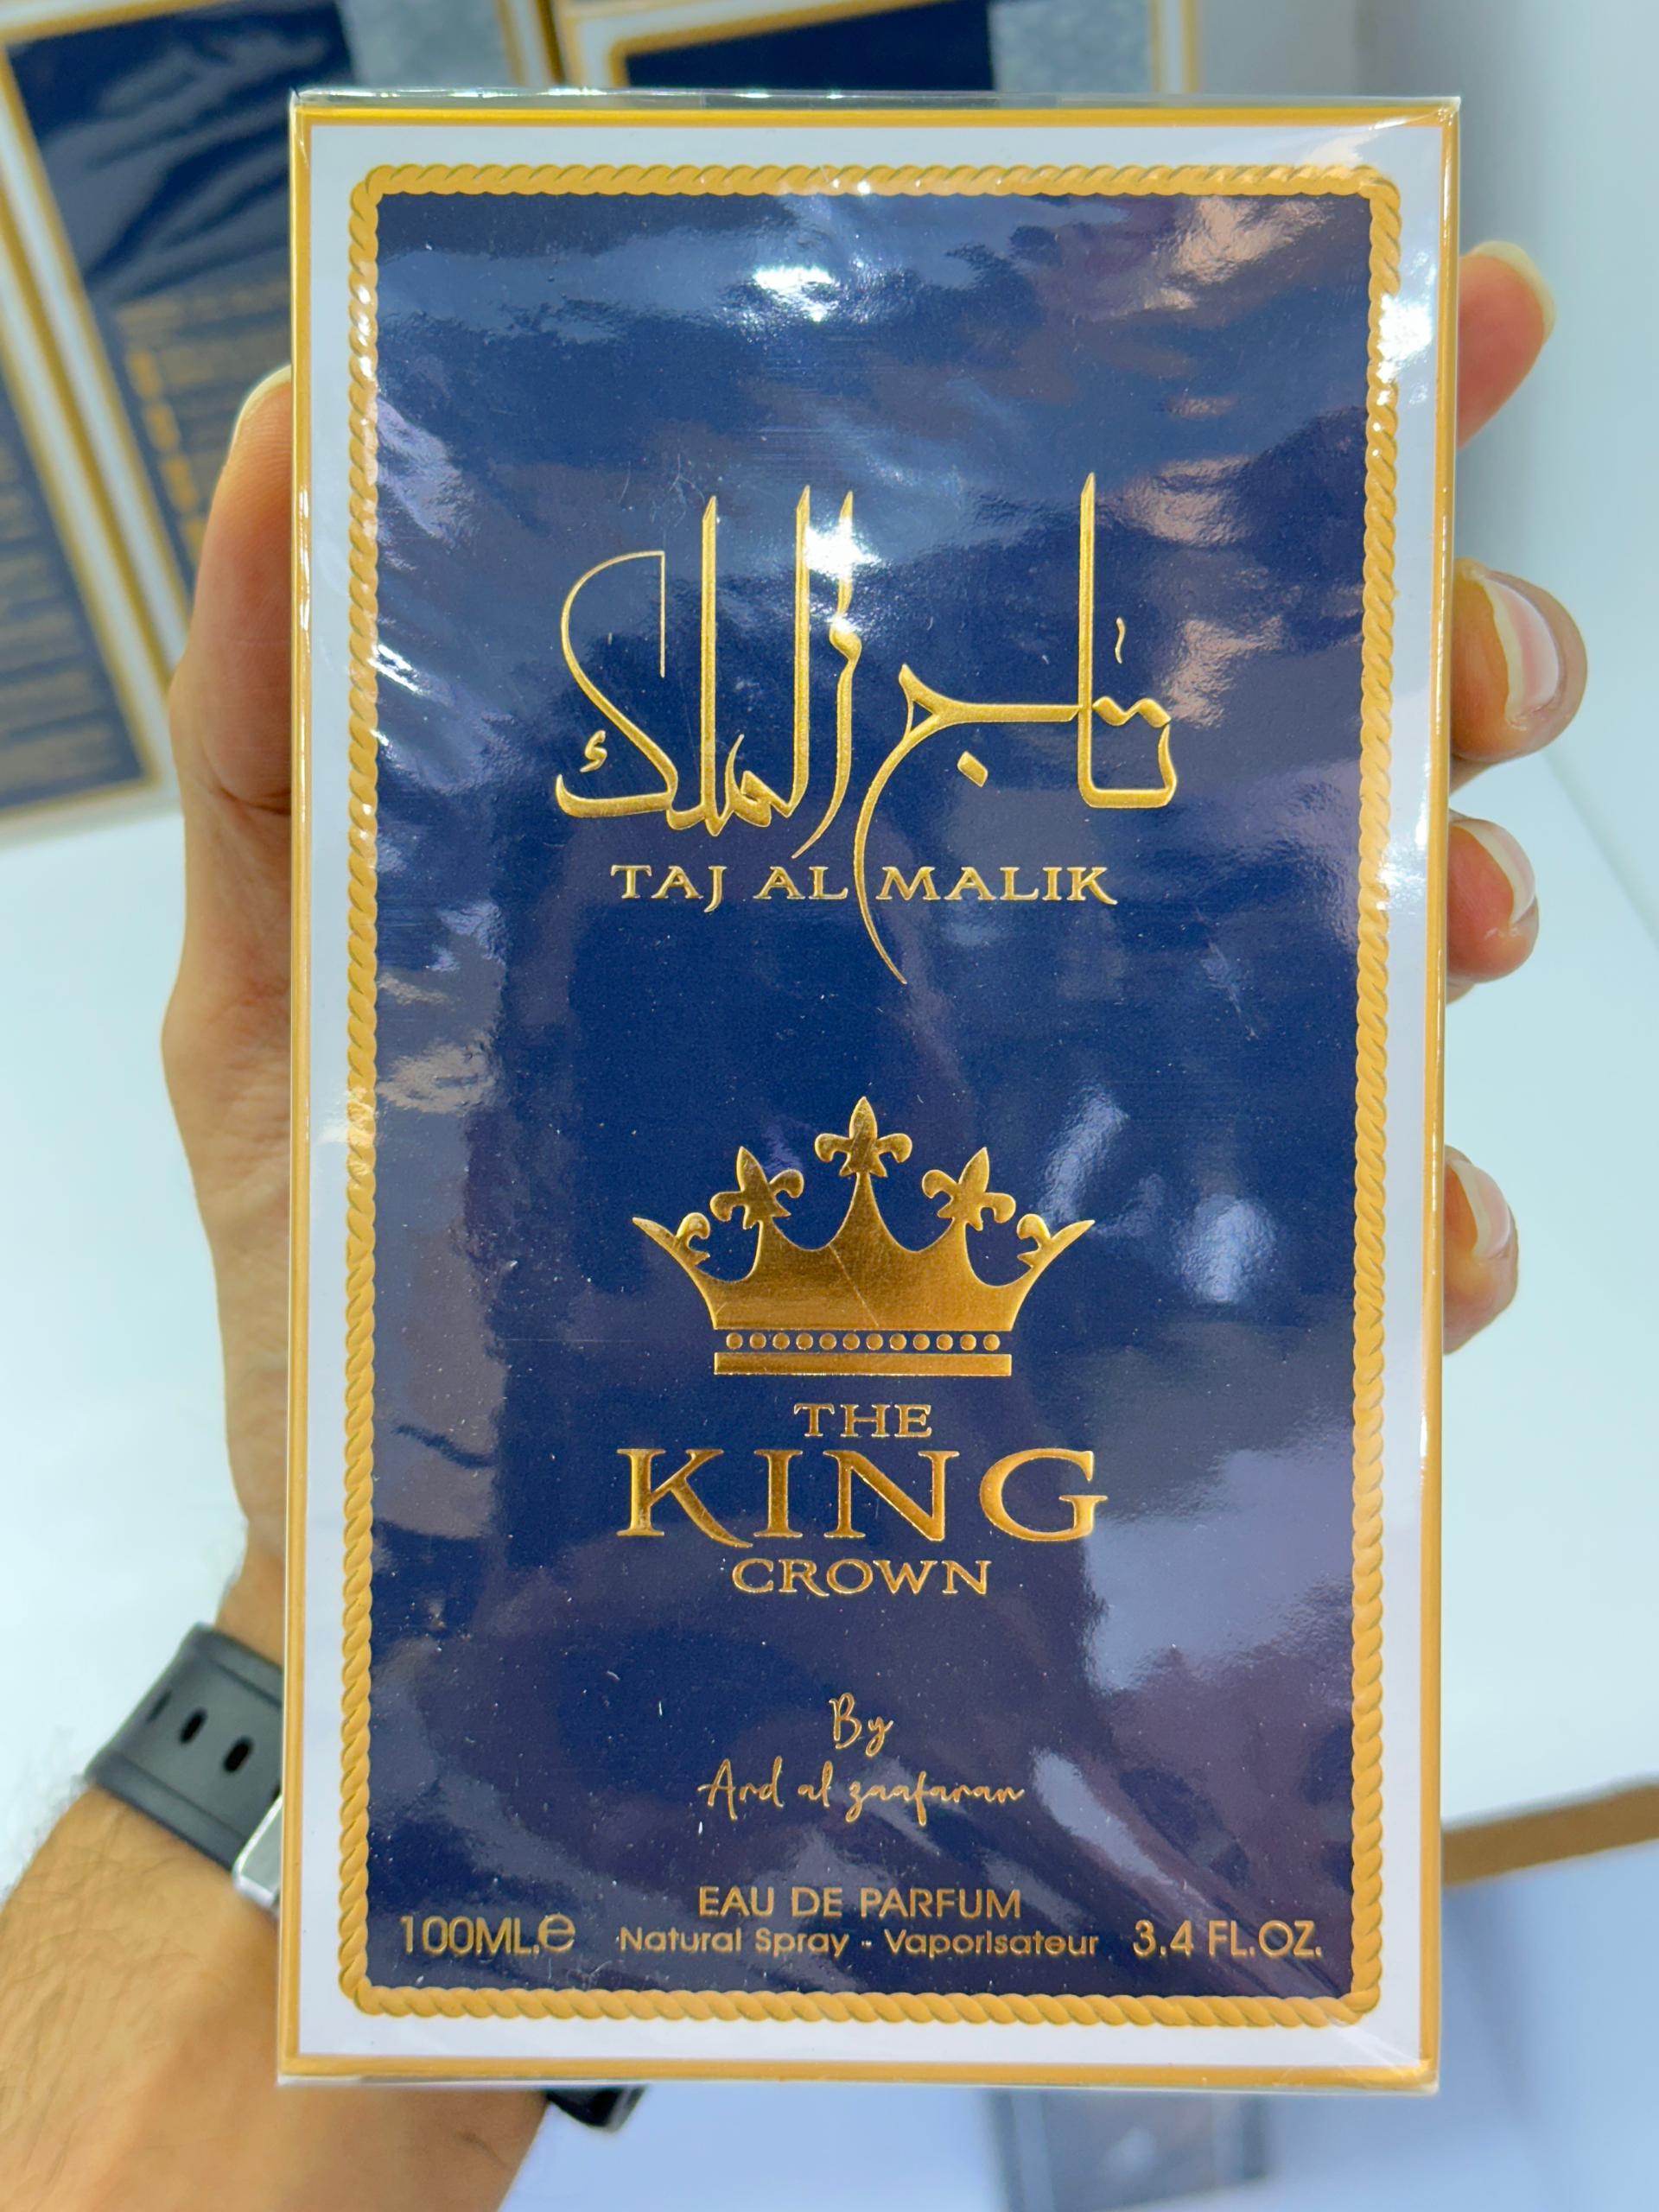 تاج الملك
TAJ AL MALIK
THE
KING
CROWN
By
Ard al zaafaran
EAU DE PARFUM
100ML.e Natural Spray - Vaporisateur 3.4 FL.OZ.